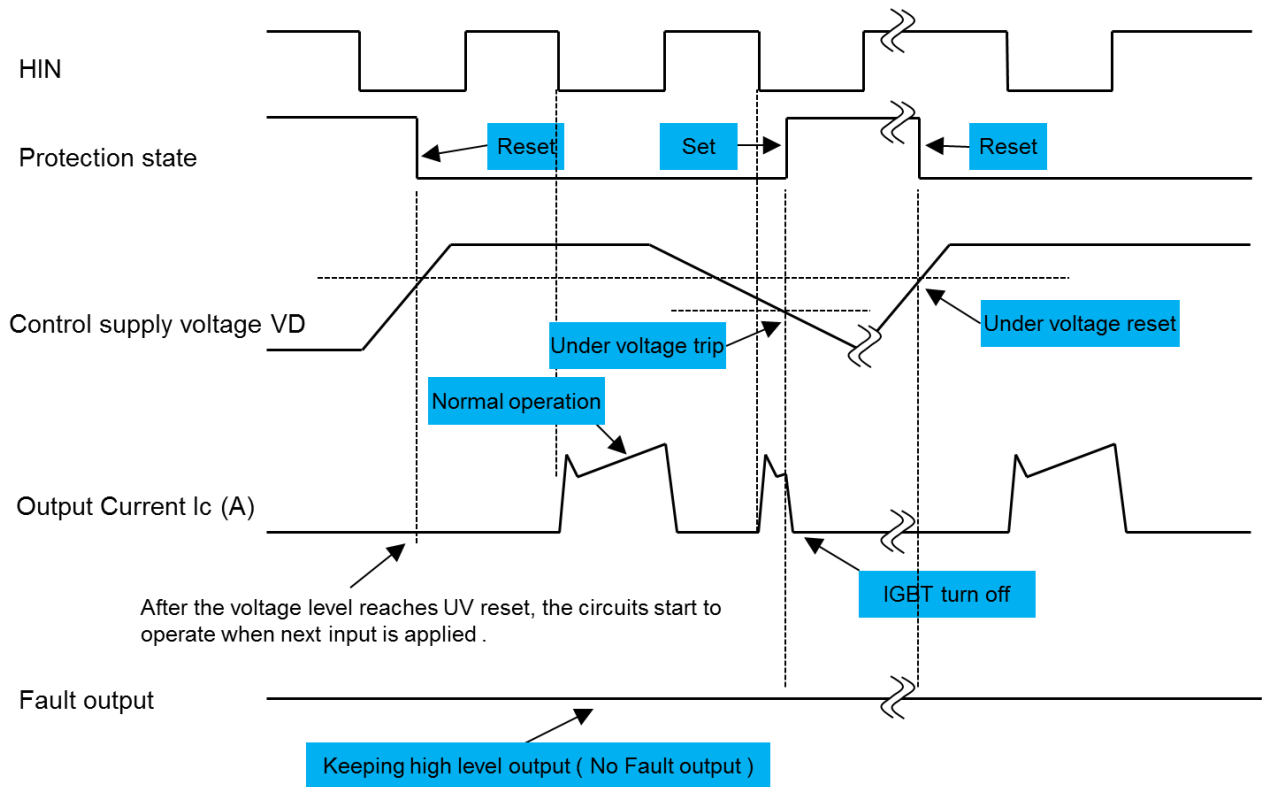 HIN
Protection state
Reset
Set
Reset
Control supply voltage VD
Under voltage trip
Under voltage reset
Normal operation
Output Current Ic (A)
IGBT turn off
After the voltage level reaches UV reset, the circuits start to
operate when next input is applied .
Fault output
Keeping high level output ( No Fault output )